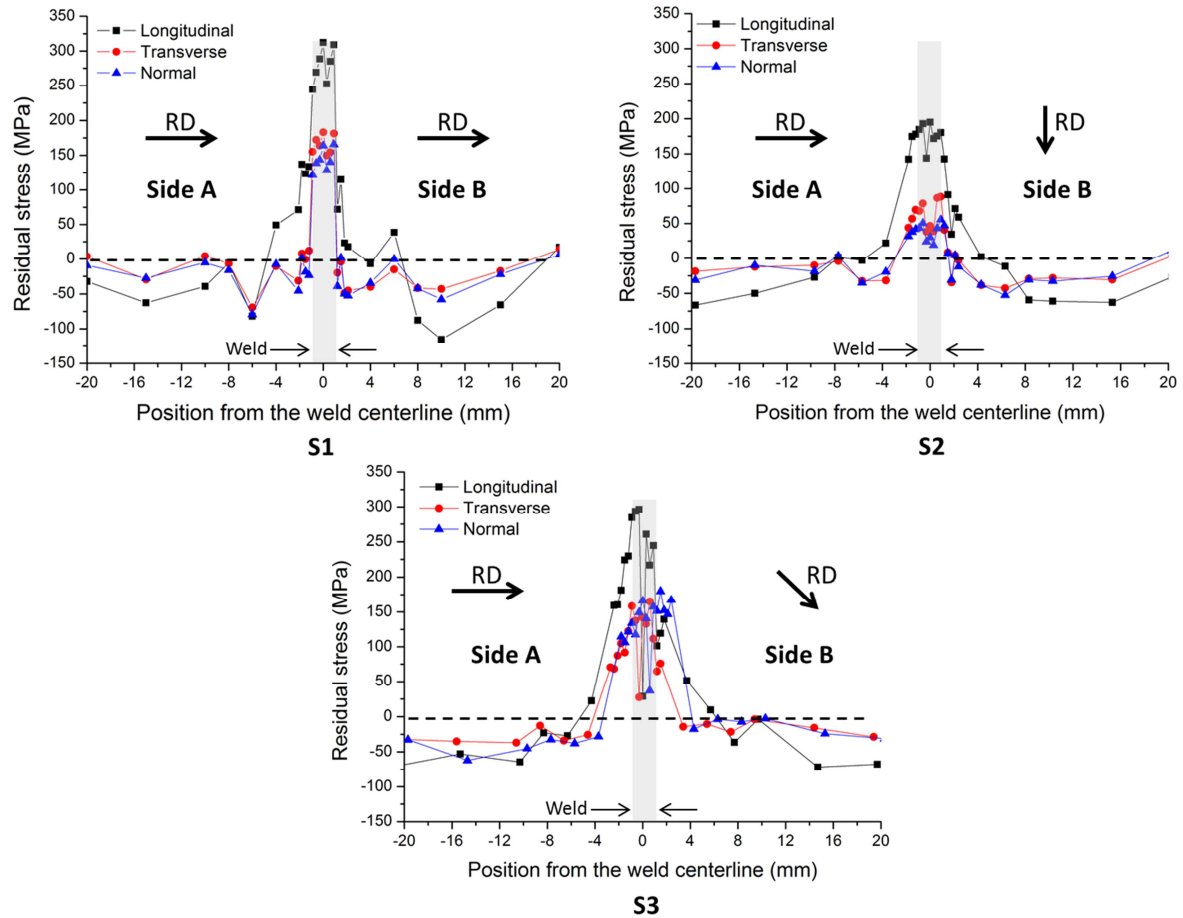 350
300
250
200
150
100
50
0
-50
-100
-150
Residual stress (MPa)
Longitudinal
Transverse
Normal
RD
RD
Side A
Side B
Weld
-20 -16 -12 -8 -4 0 4 8 12 16 20
Position from the weld centerline (mm)
S1
350
300
250
200
150
100
50
0
-50
-100
-150
Residual stress (MPa)
Longitudinal
Transverse
Normal
RD
RD
Side A
Side B
Weld
-20 -16 -12 -8 -4 0 4 8 12 16 20
Position from the weld centerline (mm)
S2
350
300
250
200
150
100
50
0
-50
-100
-150
Residual stress (MPa)
Longitudinal
Transverse
Normal
RD
RD
Side A
Side B
Weld
-20 -16 -12 -8 -4 0 4 8 12 16 20
Position from the weld centerline (mm)
S3